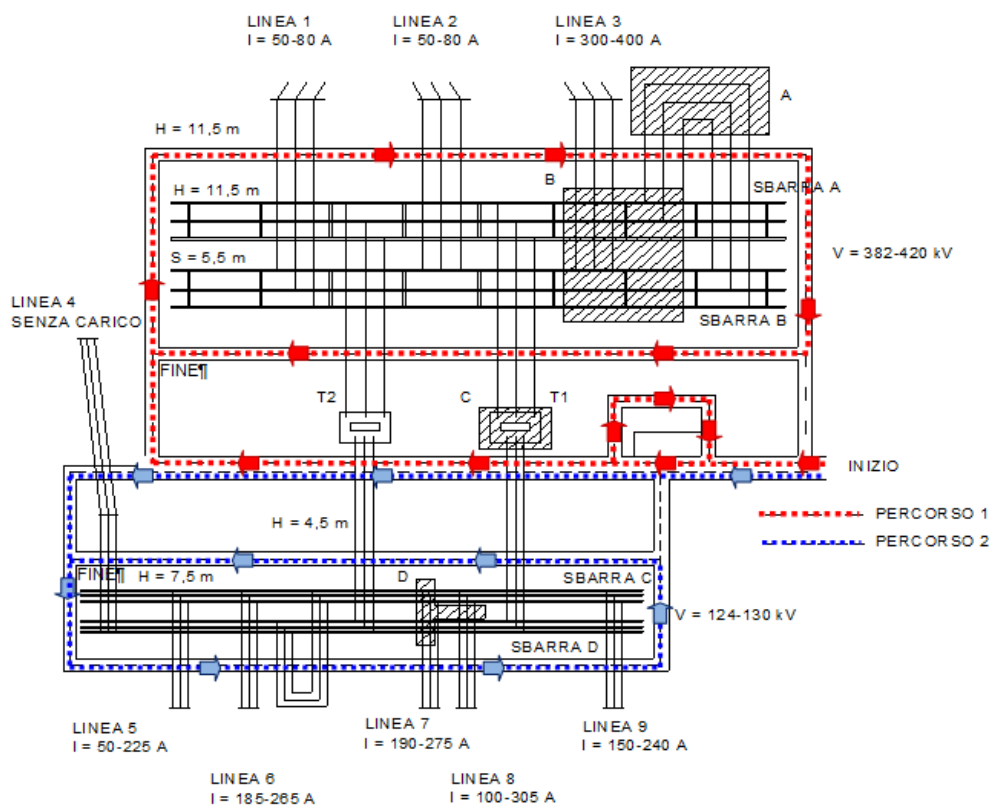 LINEA 1
I = 50-80 A
LINEA 2
I = 50-80 A
LINEA 3
I = 300-400 A
A
H = 11,5 m
B
SBARRA A
H = 11,5 m
V = 382-420 kV
S = 5,5 m
LINEA 4
SENZA CARICO
SBARRA B
FINE¶
T2
C
T1
INIZIO
PERCORSO 1
H = 4,5 m
PERCORSO 2
FINE¶
H = 7,5 m
D
SBARRA C
V = 124-130 kV
SBARRA D
LINEA 5
I = 50-225 A
LINEA 7
I = 190-275 A
LINEA 9
I = 150-240 A
LINEA 6
I = 185-265 A
LINEA 8
I = 100-305 A